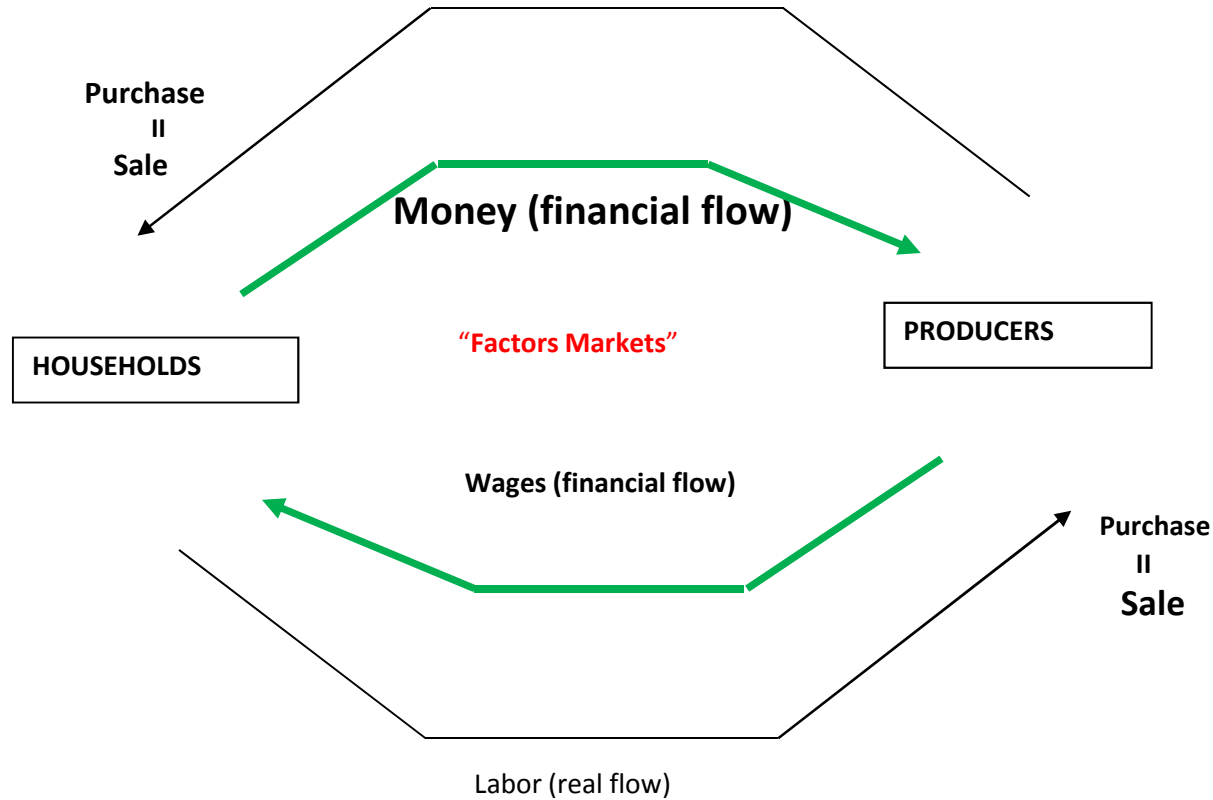 Purchase
II
Sale
Money (financial flow)
“Factors Markets”
PRODUCERS
HOUSEHOLDS
Wages (financial flow)
Purchase
II
Sale
Labor (real flow)